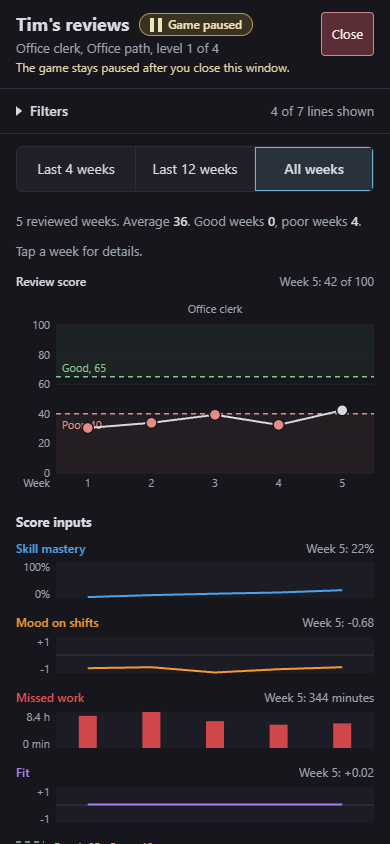 Tim's reviews
Game paused
Close
Office clerk, Office path, level 1 of 4
The game stays paused after you close this window.
Filters
4 of 7 lines shown
Last 4 weeks
Last 12 weeks
All weeks
5 reviewed weeks. Average 36. Good weeks 0, poor weeks 4.
Tap a week for details.
Review score
Week 5: 42 of 100
Office clerk
100
80
Good, 65
60
40
Poor, 40
20
0
Week 1 2 3 4 5
Score inputs
Skill mastery
Week 5: 22%
100%
0%
Mood on shifts
Week 5: -0.68
+1
-1
Missed work
Week 5: 344 minutes
8.4 h
0 min
Fit
Week 5: +0.02
+1
-1